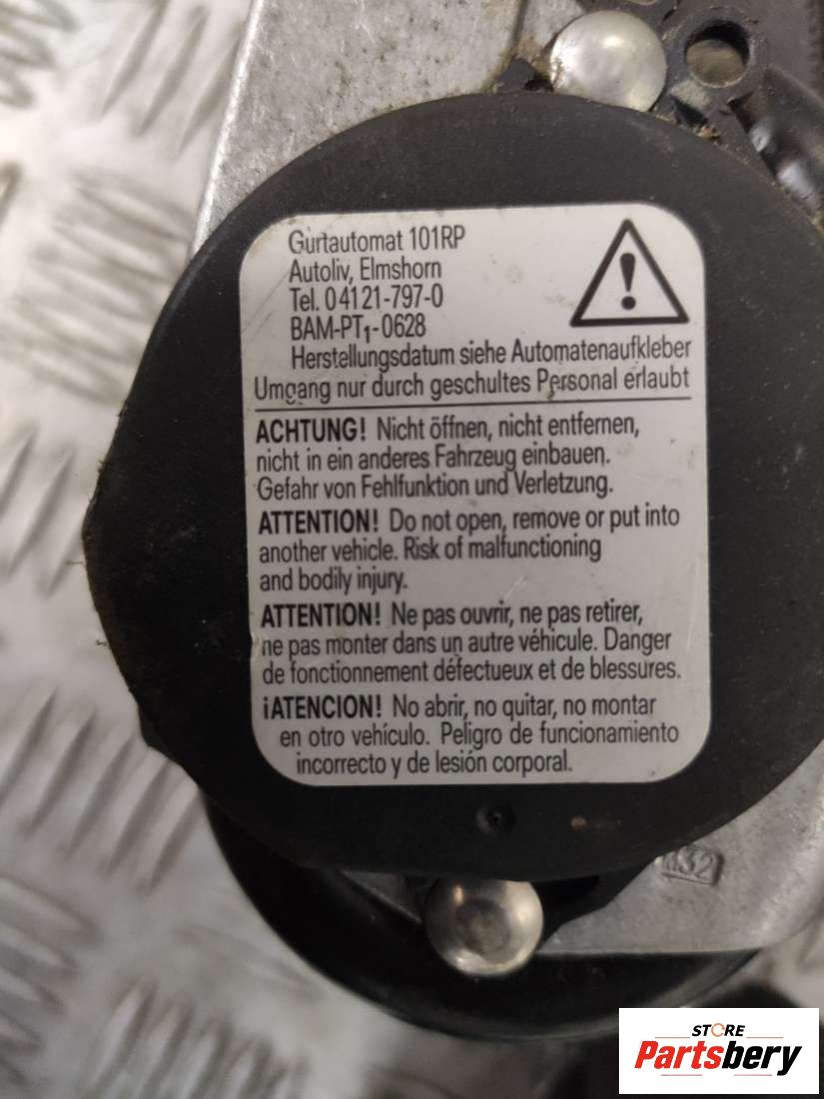 Gurtautomat 101RP
Autoliv, Elmshorn
Tel. 04121-797-0
BAM-PT1-0628
Herstellungsdatum siehe Automatenaufkleber
Umgang nur durch geschultes Personal erlaubt
ACHTUNG! Nicht öffnen, nicht entfernen,
nicht in ein anderes Fahrzeug einbauen.
Gefahr von Fehlfunktion und Verletzung.
ATTENTION! Do not open, remove or put into
another vehicle. Risk of malfunctioning
and bodily injury.
ATTENTION! Ne pas ouvrir, ne pas retirer,
ne pas monter dans un autre véhicule. Danger
de fonctionnement défectueux et de blessures.
¡ATENCION! No abrir, no quitar, no montar
en otro vehículo. Peligro de funcionamiento
incorrecto y de lesión corporal.
STORE
Partsbery